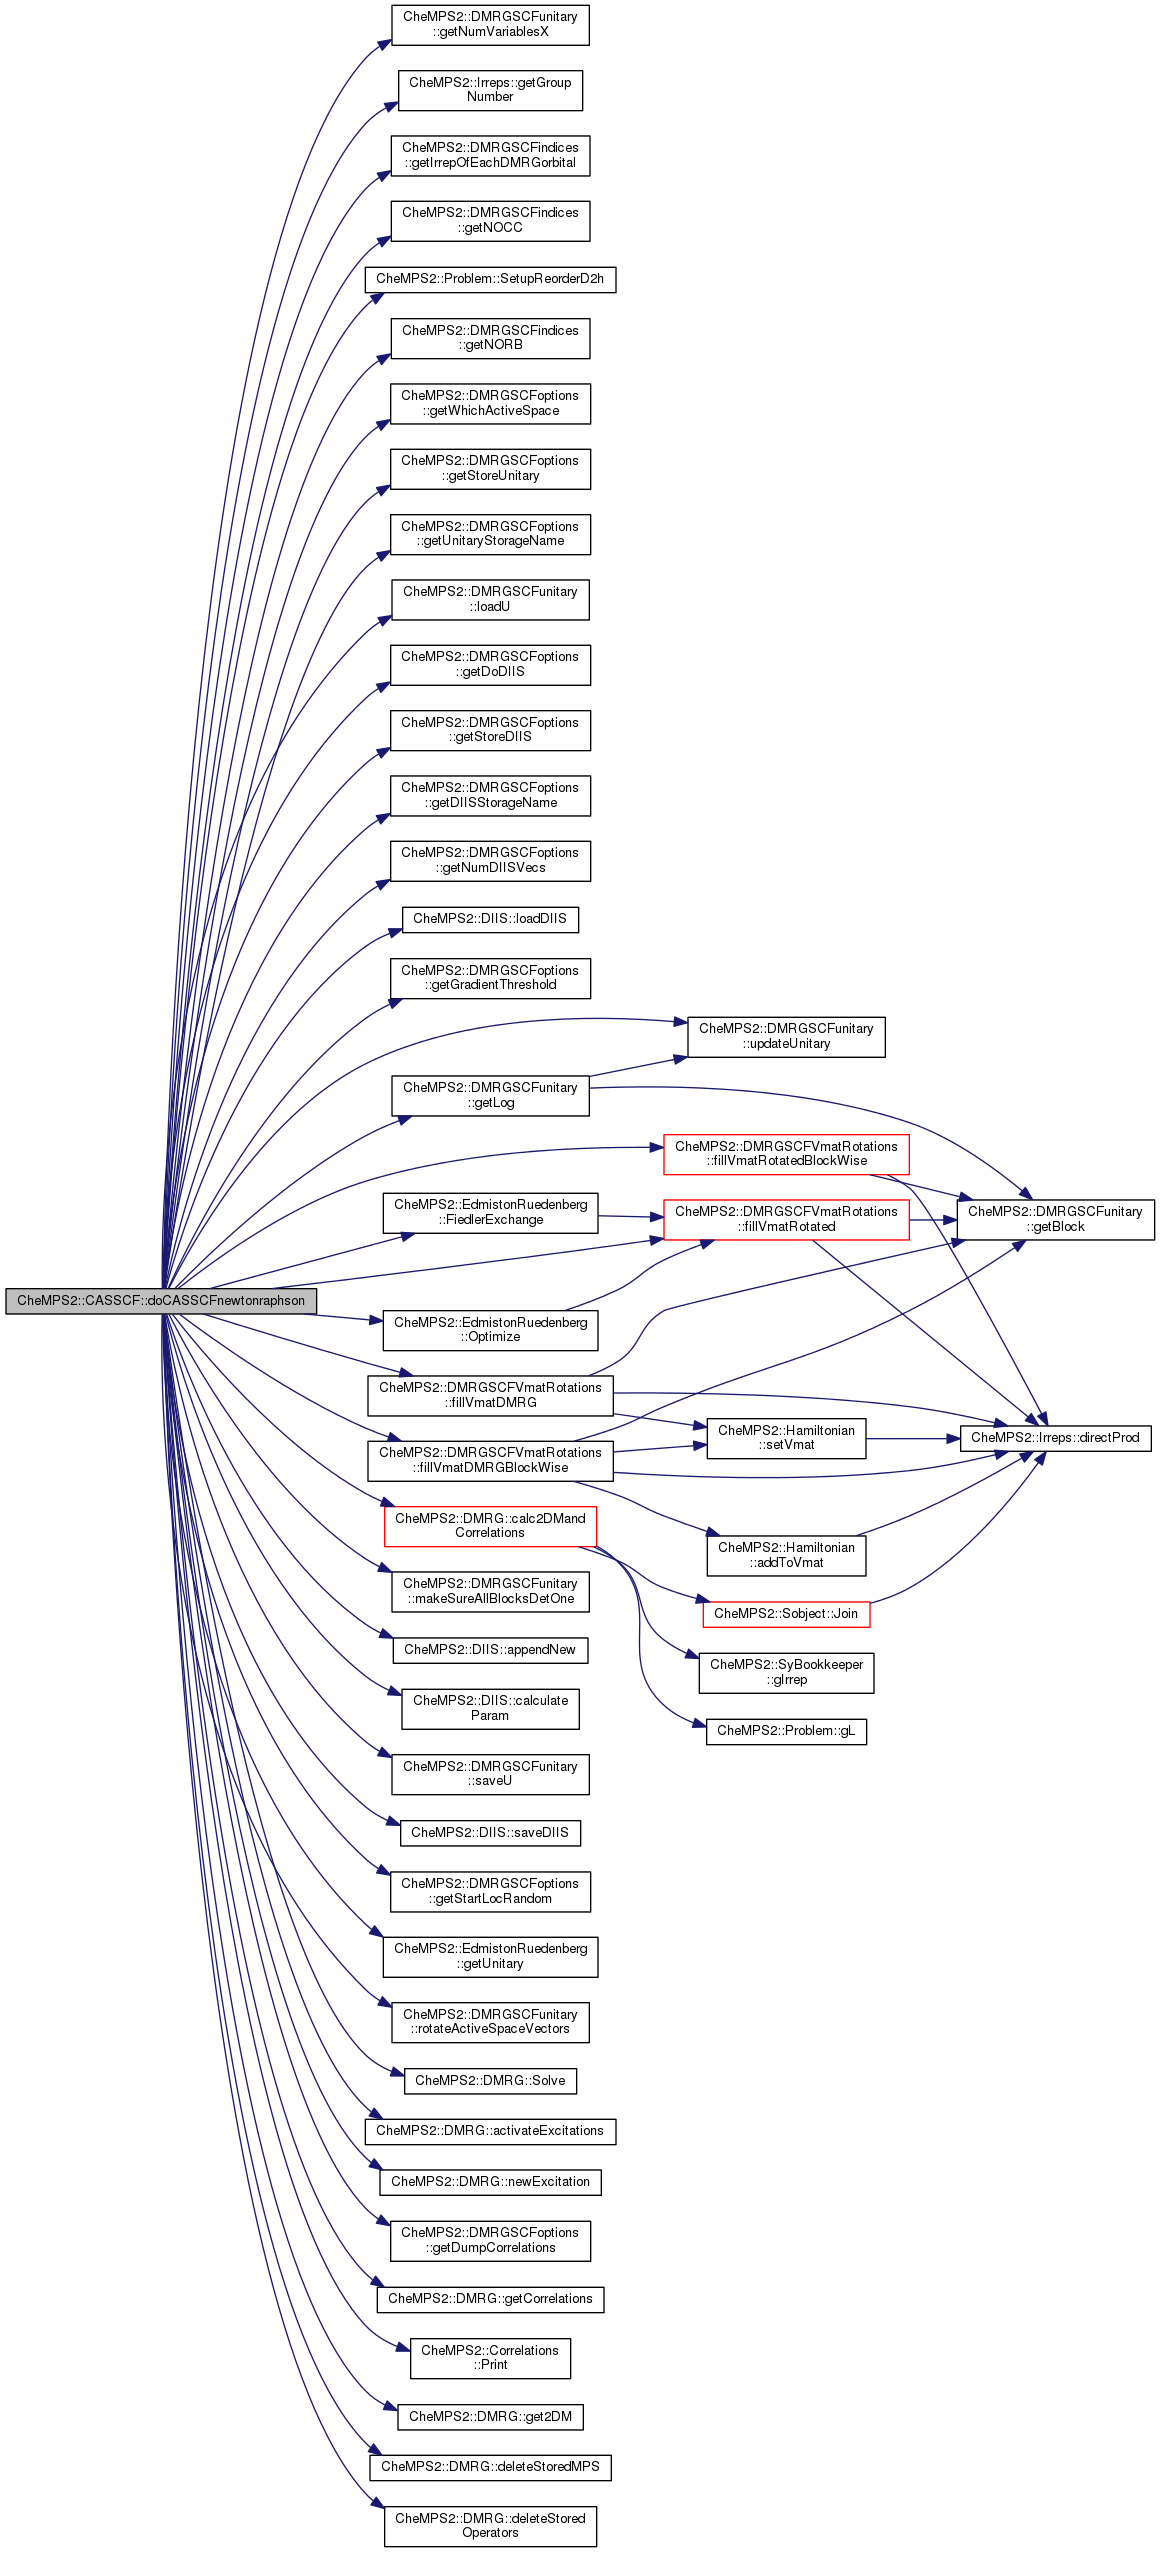 CheMPS2::DMRGSCFunitary
::getNumVariablesX
CheMPS2::Irreps::getGroup
Number
CheMPS2::DMRGSCFindices
::getIrrepOfEachDMRGorbital
CheMPS2::DMRGSCFindices
::getNOCC
CheMPS2::Problem::SetupReorderD2h
CheMPS2::DMRGSCFindices
::getNORB
CheMPS2::DMRGSCFoptions
::getWhichActiveSpace
CheMPS2::DMRGSCFoptions
::getStoreUnitary
CheMPS2::DMRGSCFoptions
::getUnitaryStorageName
CheMPS2::DMRGSCFunitary
::loadU
CheMPS2::DMRGSCFoptions
::getDoDIIS
CheMPS2::DMRGSCFoptions
::getStoreDIIS
CheMPS2::DMRGSCFoptions
::getDIISStorageName
CheMPS2::DMRGSCFoptions
::getNumDIISVecs
CheMPS2::DIIS::loadDIIS
CheMPS2::DMRGSCFoptions
::getGradientThreshold
CheMPS2::DMRGSCFunitary
::updateUnitary
CheMPS2::DMRGSCFunitary
::getLog
CheMPS2::DMRGSCFVmatRotations
::fillVmatRotatedBlockWise
CheMPS2::EdmistonRuedenberg
::FiedlerExchange
CheMPS2::DMRGSCFVmatRotations
::fillVmatRotated
CheMPS2::DMRGSCFunitary
::getBlock
CheMPS2::CASSCF::doCASSCFnewtonraphson
CheMPS2::EdmistonRuedenberg
::Optimize
CheMPS2::DMRGSCFVmatRotations
::fillVmatDMRG
CheMPS2::Hamiltonian
::setVmat
CheMPS2::Irreps::directProd
CheMPS2::DMRGSCFVmatRotations
::fillVmatDMRGBlockWise
CheMPS2::DMRG::calc2DMand
Correlations
CheMPS2::Hamiltonian
::addToVmat
CheMPS2::DMRGSCFunitary
::makeSureAllBlocksDetOne
CheMPS2::Sobject::Join
CheMPS2::DIIS::appendNew
CheMPS2::SyBookkeeper
::gIrrep
CheMPS2::DIIS::calculate
Param
CheMPS2::Problem::gL
CheMPS2::DMRGSCFunitary
::saveU
CheMPS2::DIIS::saveDIIS
CheMPS2::DMRGSCFoptions
::getStartLocRandom
CheMPS2::EdmistonRuedenberg
::getUnitary
CheMPS2::DMRGSCFunitary
::rotateActiveSpaceVectors
CheMPS2::DMRG::Solve
CheMPS2::DMRG::activateExcitations
CheMPS2::DMRG::newExcitation
CheMPS2::DMRGSCFoptions
::getDumpCorrelations
CheMPS2::DMRG::getCorrelations
CheMPS2::Correlations
::Print
CheMPS2::DMRG::get2DM
CheMPS2::DMRG::deleteStoredMPS
CheMPS2::DMRG::deleteStored
Operators